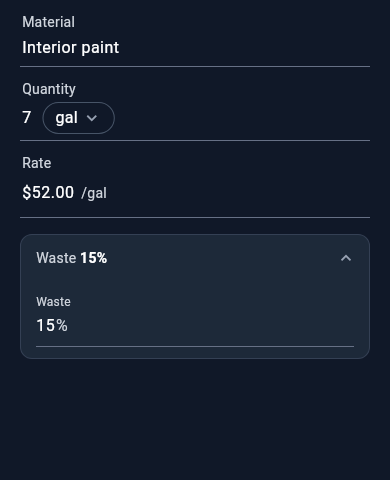 Material
Interior paint
Quantity
7 gal
Rate
$52.00 /gal
Waste 15%
Waste
15%